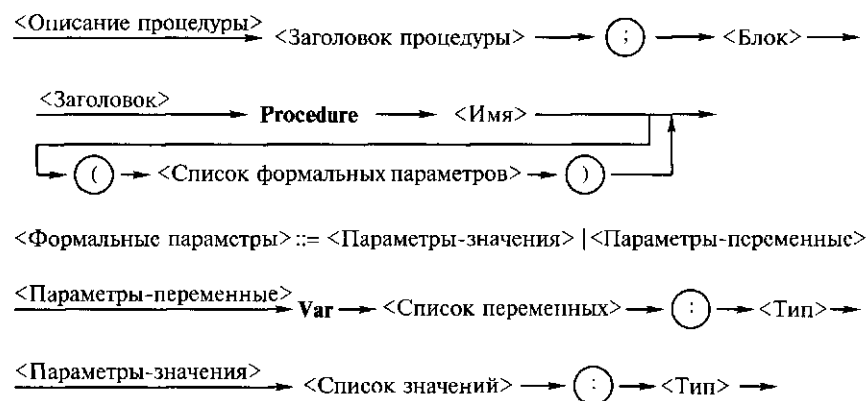 <Описание процедуры> <Заголовок процедуры> ; <Блок>
<Заголовок> Procedure <Имя>
( <Список формальных параметров> )
<Формальные параметры> ::= <Параметры-значения> | <Параметры-переменные>
<Параметры-переменные> Var <Список переменных> : <Тип>
<Параметры-значения> <Список значений> : <Тип>